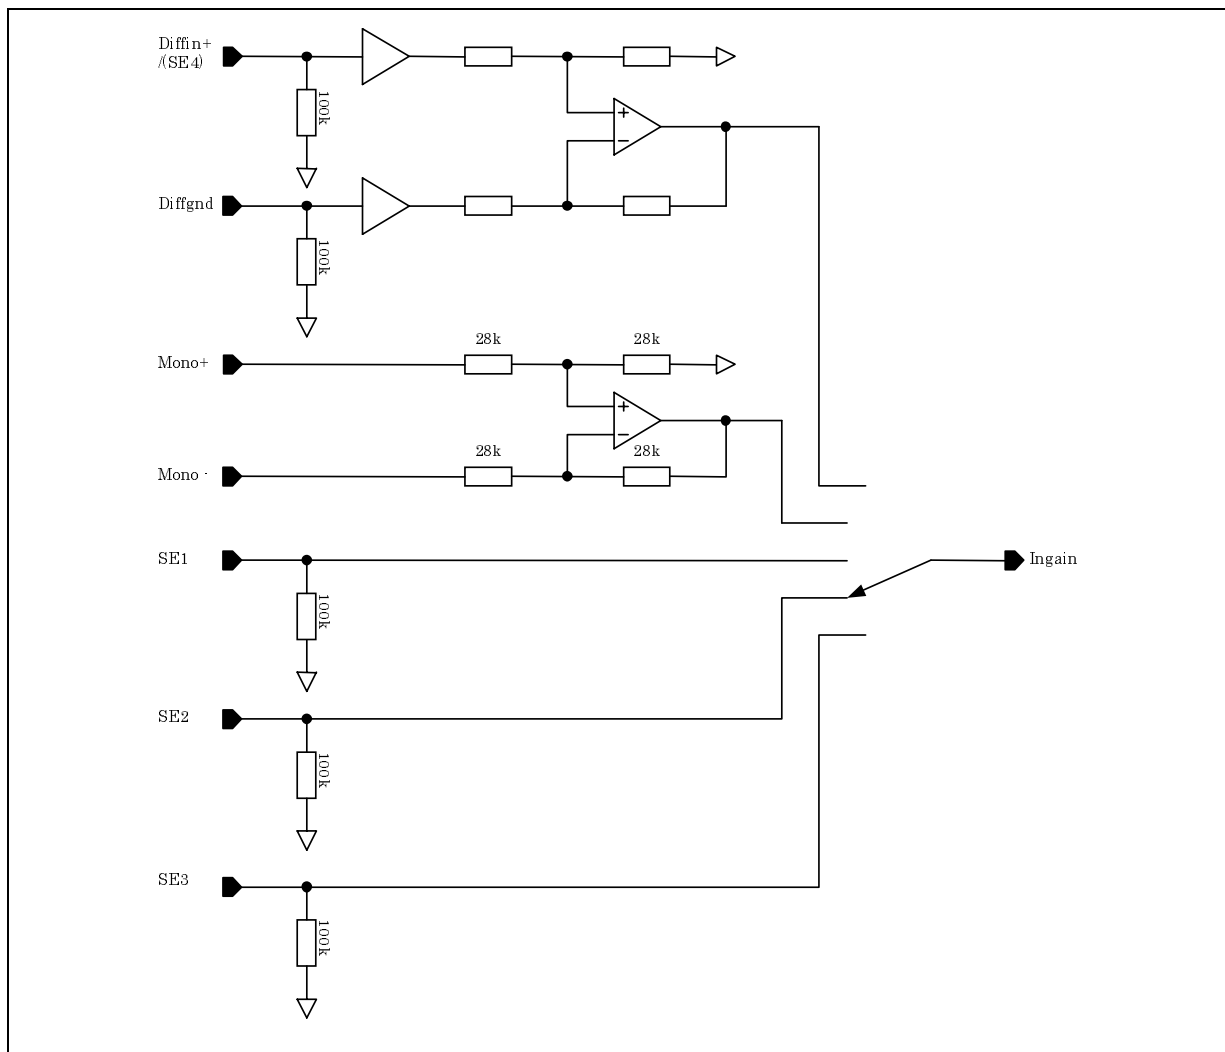 Diffin+
/(SE4)
100k
+
−
Diffgnd
100k
28k
28k
Mono+
+
−
28k
28k
Mono -
SE1
Ingain
100k
SE2
100k
SE3
100k